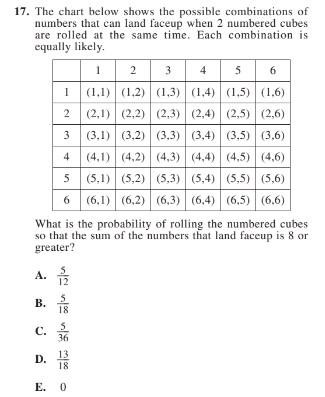 17. The chart below shows the possible combinations of
numbers that can land faceup when 2 numbered cubes
are rolled at the same time. Each combination is
equally likely.
1 2 3 4 5 6
1 (1,1) (1,2) (1,3) (1,4) (1,5) (1,6)
2 (2,1) (2,2) (2,3) (2,4) (2,5) (2,6)
3 (3,1) (3,2) (3,3) (3,4) (3,5) (3,6)
4 (4,1) (4,2) (4,3) (4,4) (4,5) (4,6)
5 (5,1) (5,2) (5,3) (5,4) (5,5) (5,6)
6 (6,1) (6,2) (6,3) (6,4) (6,5) (6,6)
What is the probability of rolling the numbered cubes
so that the sum of the numbers that land faceup is 8 or
greater?
A. 5/12
B. 5/18
C. 5/36
D. 13/18
E. 0